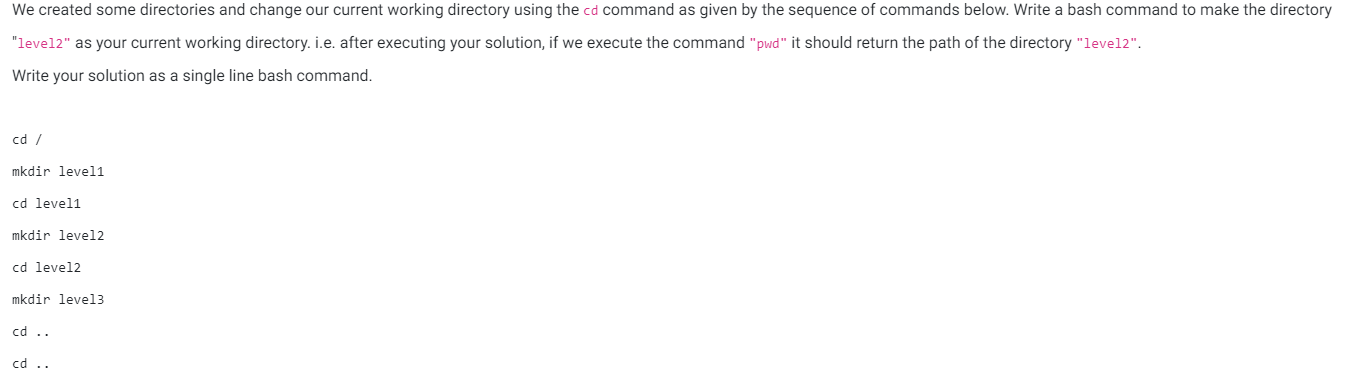 We created some directories and change our current working directory using the cd command as given by the sequence of commands below. Write a bash command to make the directory
"level2" as your current working directory. i.e. after executing your solution, if we execute the command "pwd" it should return the path of the directory "level2".
Write your solution as a single line bash command.
cd /
mkdir level1
cd level1
mkdir level2
cd level2
mkdir level3
cd ..
cd ..